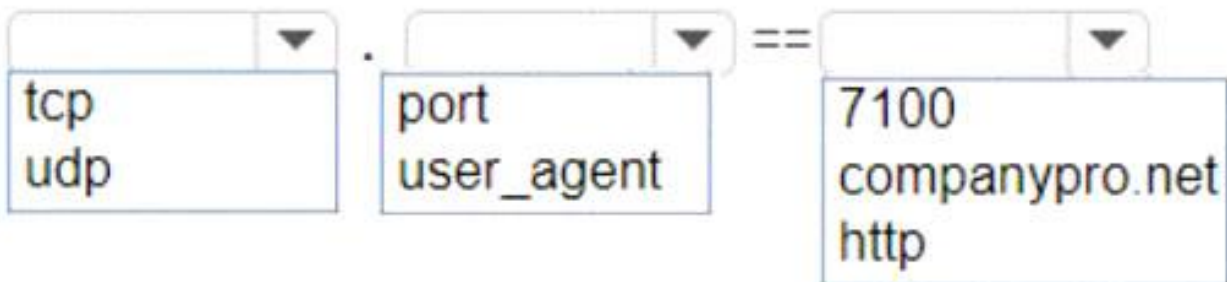 . ==
tcp
udp
port
user_agent
7100
companypro.net
http